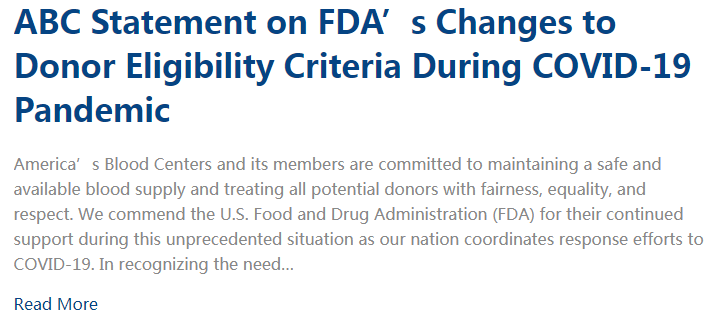 ABC Statement on FDA’s Changes to
Donor Eligibility Criteria During COVID-19
Pandemic
America’s Blood Centers and its members are committed to maintaining a safe and
available blood supply and treating all potential donors with fairness, equality, and
respect. We commend the U.S. Food and Drug Administration (FDA) for their continued
support during this unprecedented situation as our nation coordinates response efforts to
COVID-19. In recognizing the need...
Read More